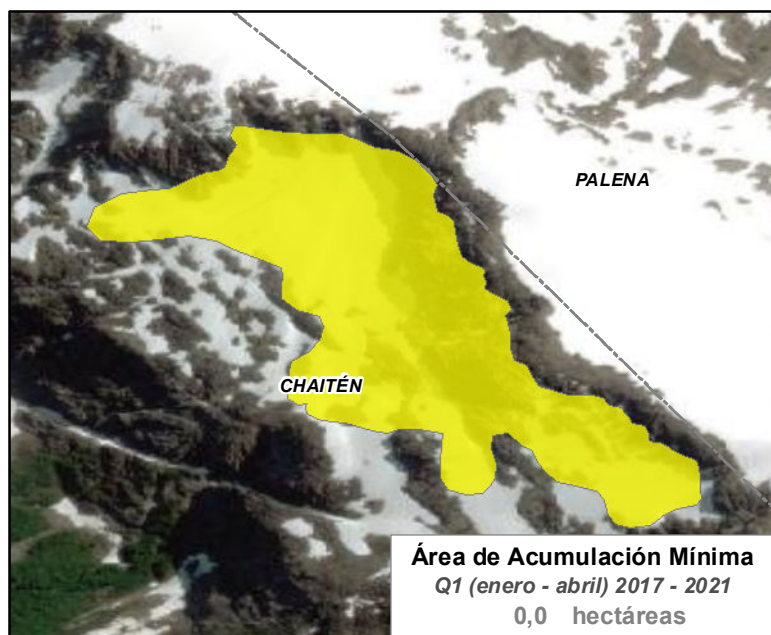 PALENA
CHAITÉN
Área de Acumulación Mínima
Q1 (enero - abril) 2017 - 2021
0,0 hectáreas